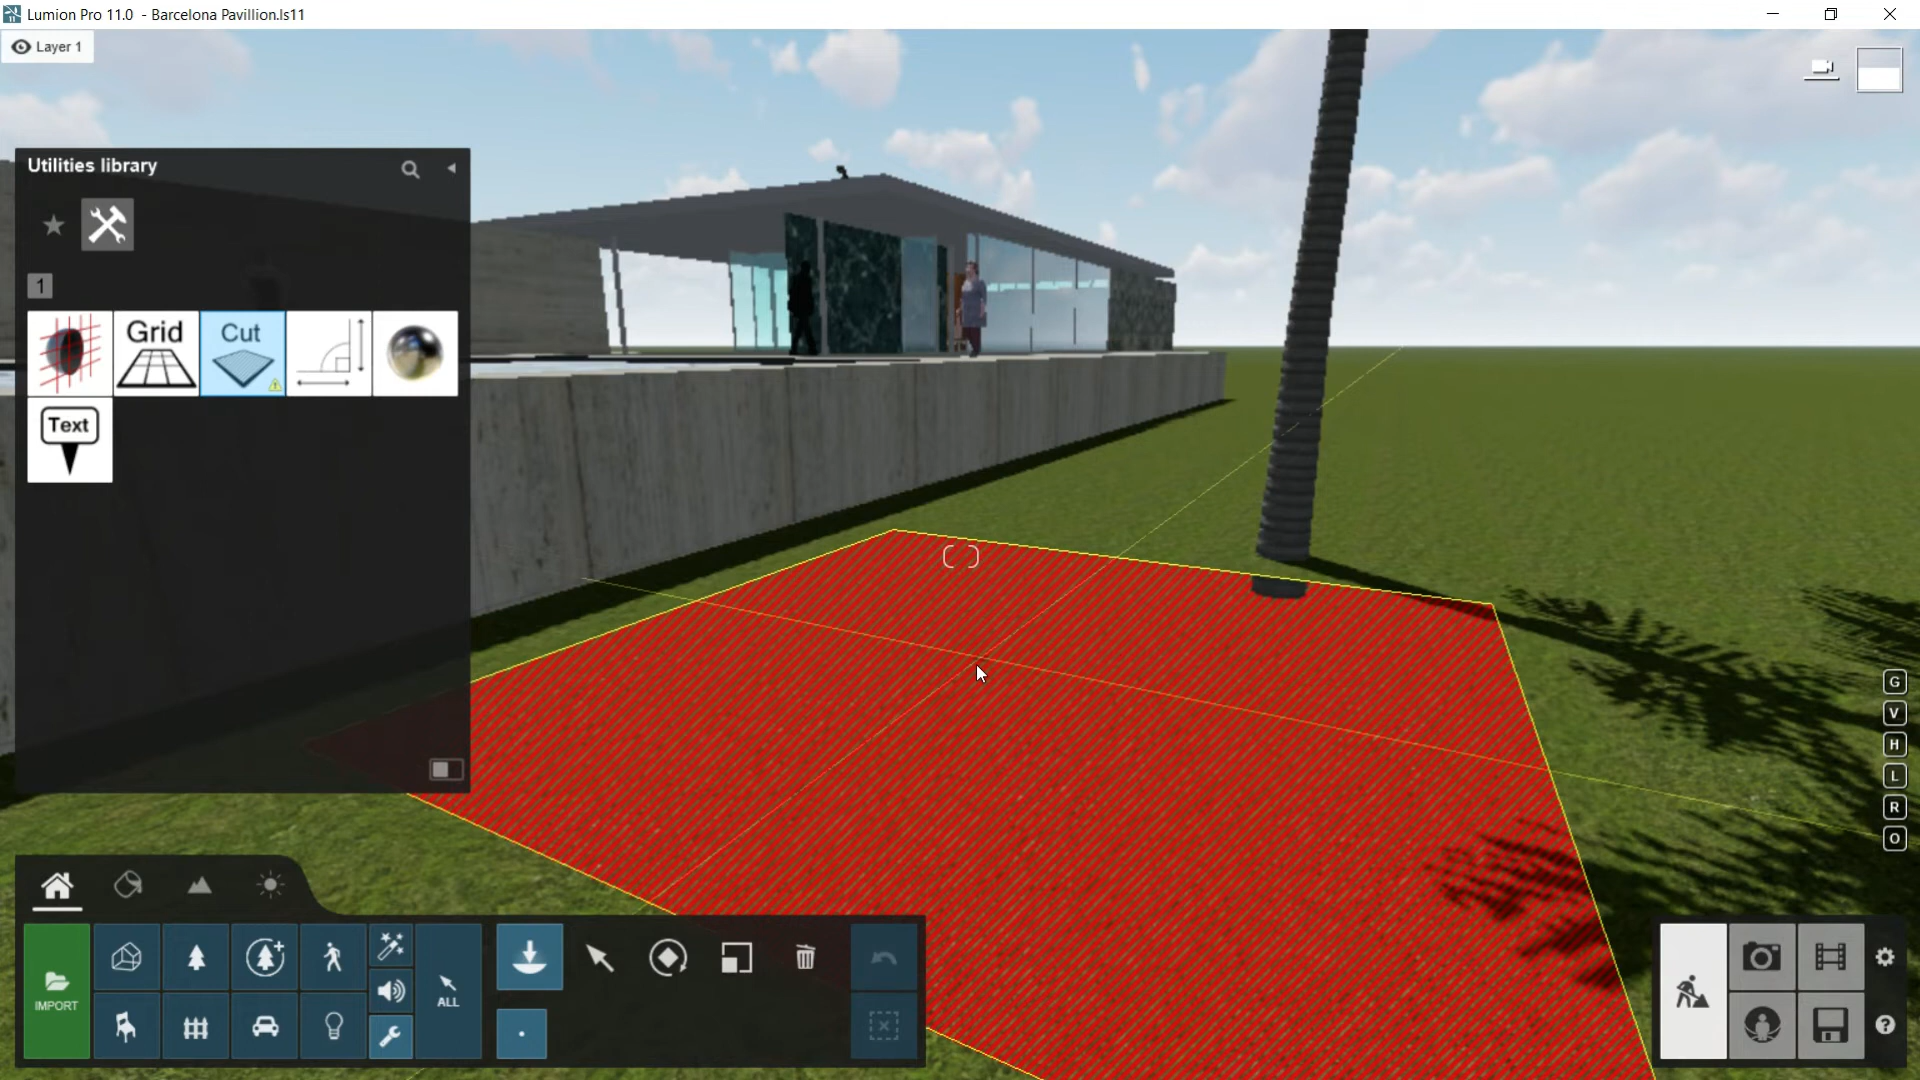 Lumion Pro 11.0 - Barcelona Pavillion.ls11
Layer 1
Utilities library
1
Grid
Cut
Text
G
V
H
L
R
O
IMPORT
ALL